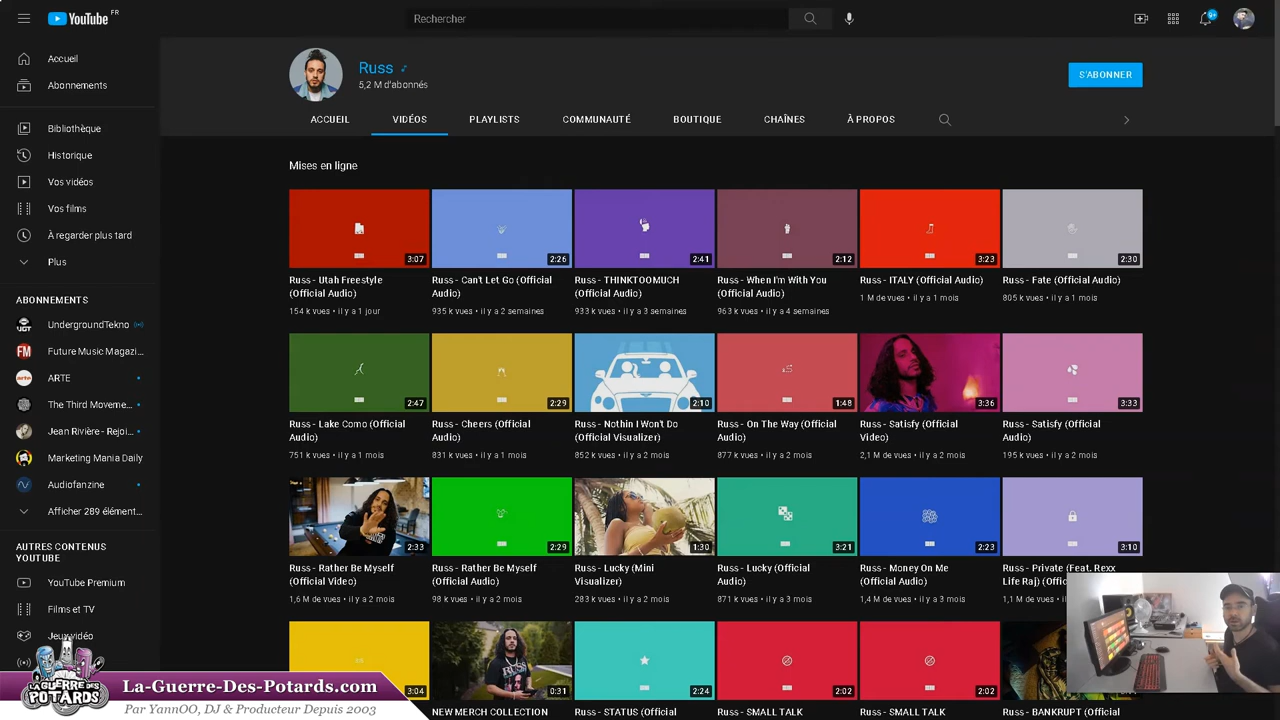 YouTube FR
Rechercher
9+
Accueil
Abonnements
Bibliothèque
Historique
Vos vidéos
Vos films
À regarder plus tard
Plus
ABONNEMENTS
UndergroundTekno
Future Music Magazi...
ARTE
The Third Moveme...
Jean Rivière - Rejoi...
Marketing Mania Daily
Audiofanzine
Afficher 289 élément...
AUTRES CONTENUS
YOUTUBE
YouTube Premium
Films et TV
Jeux vidéo
Russ
5,2 M d'abonnés
S'ABONNER
ACCUEIL VIDÉOS PLAYLISTS COMMUNAUTÉ BOUTIQUE CHAÎNES À PROPOS
Mises en ligne
3:07
Russ - Utah Freestyle
(Official Audio)
154 k vues • il y a 1 jour
2:26
Russ - Can't Let Go (Official
Audio)
935 k vues • il y a 2 semaines
2:41
Russ - THINKTOOMUCH
(Official Audio)
933 k vues • il y a 3 semaines
2:12
Russ - When I'm With You
(Official Audio)
963 k vues • il y a 4 semaines
3:23
Russ - ITALY (Official Audio)
1 M de vues • il y a 1 mois
2:30
Russ - Fate (Official Audio)
805 k vues • il y a 1 mois
2:47
Russ - Lake Como (Official
Audio)
751 k vues • il y a 1 mois
2:29
Russ - Cheers (Official
Audio)
831 k vues • il y a 1 mois
2:10
Russ - Nothin I Won't Do
(Official Visualizer)
852 k vues • il y a 2 mois
1:48
Russ - On The Way (Official
Audio)
877 k vues • il y a 2 mois
3:36
Russ - Satisfy (Official
Video)
2,1 M de vues • il y a 2 mois
3:33
Russ - Satisfy (Official
Audio)
195 k vues • il y a 2 mois
2:33
Russ - Rather Be Myself
(Official Video)
1,6 M de vues • il y a 2 mois
2:29
Russ - Rather Be Myself
(Official Audio)
98 k vues • il y a 2 mois
1:30
Russ - Lucky (Mini
Visualizer)
283 k vues • il y a 2 mois
3:21
Russ - Lucky (Official
Audio)
871 k vues • il y a 3 mois
2:23
Russ - Money On Me
(Official Audio)
1,4 M de vues • il y a 3 mois
3:10
Russ - Private (Feat. Rexx
Life Raj) (Offic
1,1 M de vues
3:04
0:31
NEW MERCH COLLECTION
2:24
Russ - STATUS (Official
2:02
Russ - SMALL TALK
2:02
Russ - SMALL TALK
Russ - BANKRUPT (Official
LA GUERRE DES
POTARDS
La-Guerre-Des-Potards.com
Par YannOO, DJ & Producteur Depuis 2003